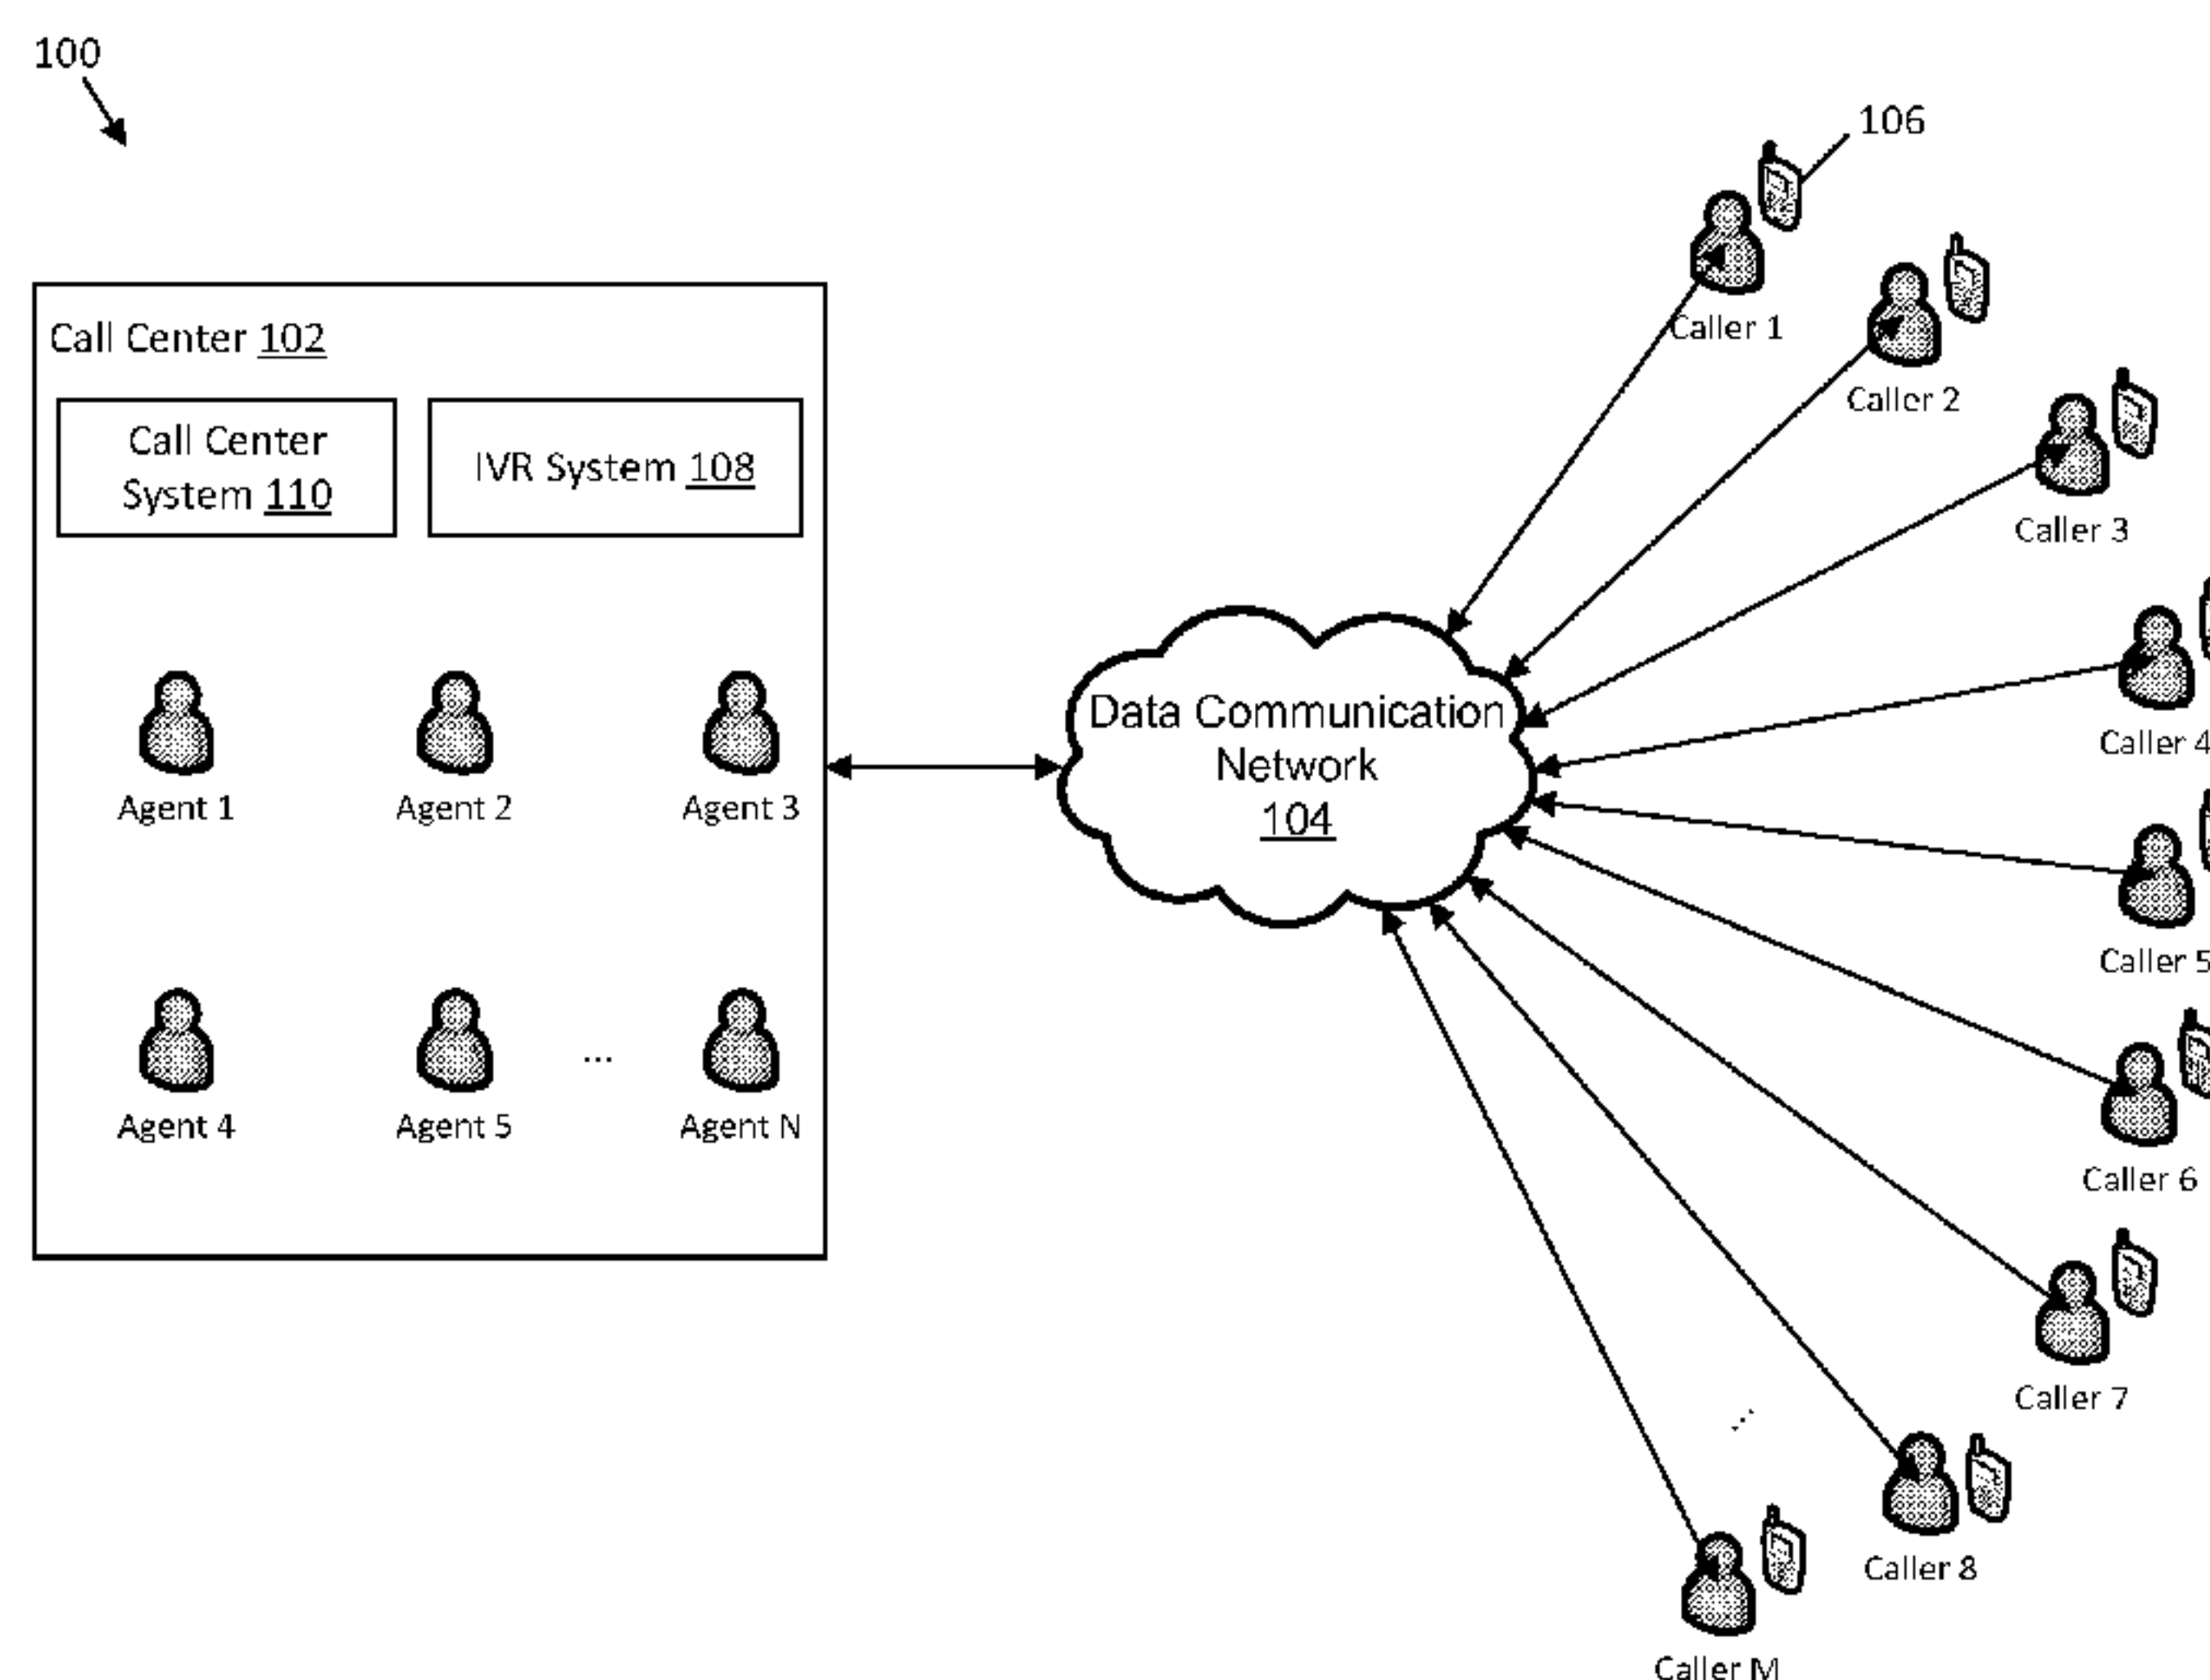 100
106
Call Center 102
Call Center
System 110
IVR System 108
Caller 1
Caller 2
Caller 3
Caller 4
Caller 5
Caller 6
Caller 7
Caller 8
Caller M
...
Data Communication
Network
104
Agent 1
Agent 2
Agent 3
Agent 4
Agent 5
...
Agent N